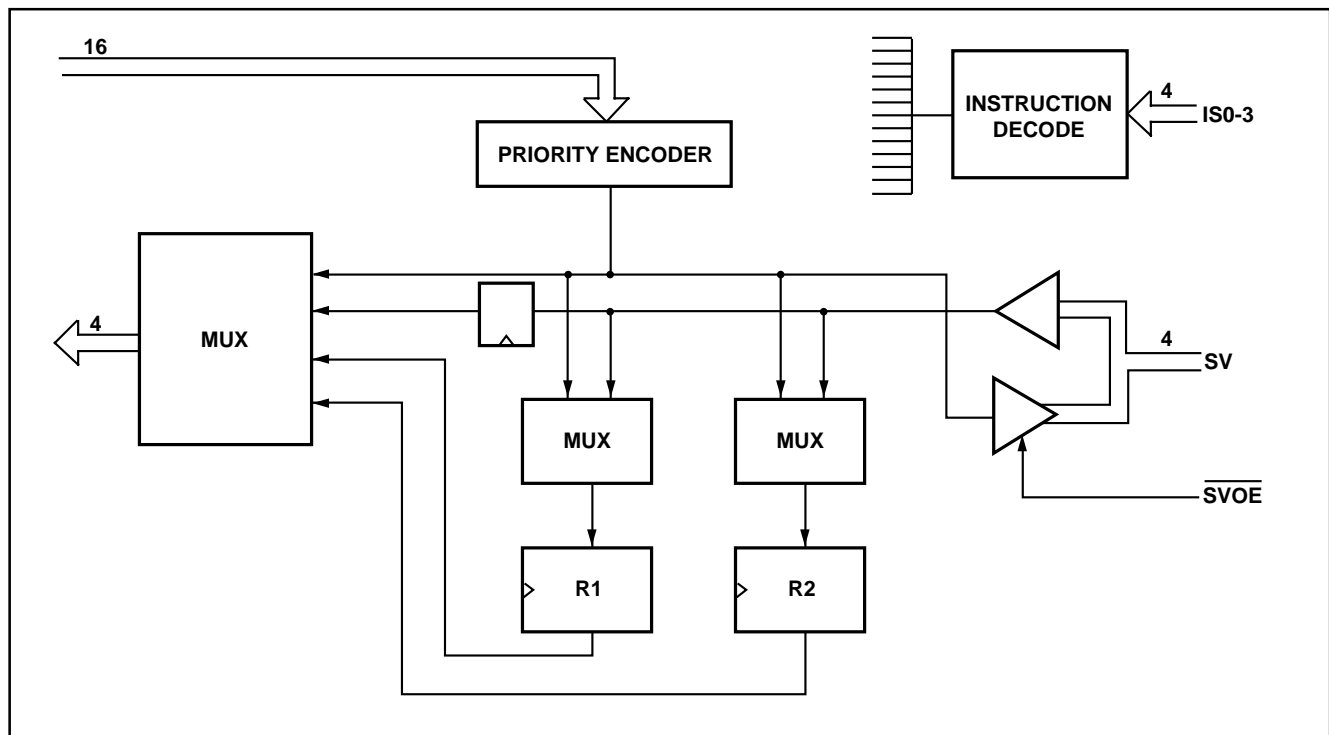 16
PRIORITY ENCODER
INSTRUCTION
DECODE
4
IS0-3
MUX
4
4
SV
MUX
MUX
SVOE
R1
R2